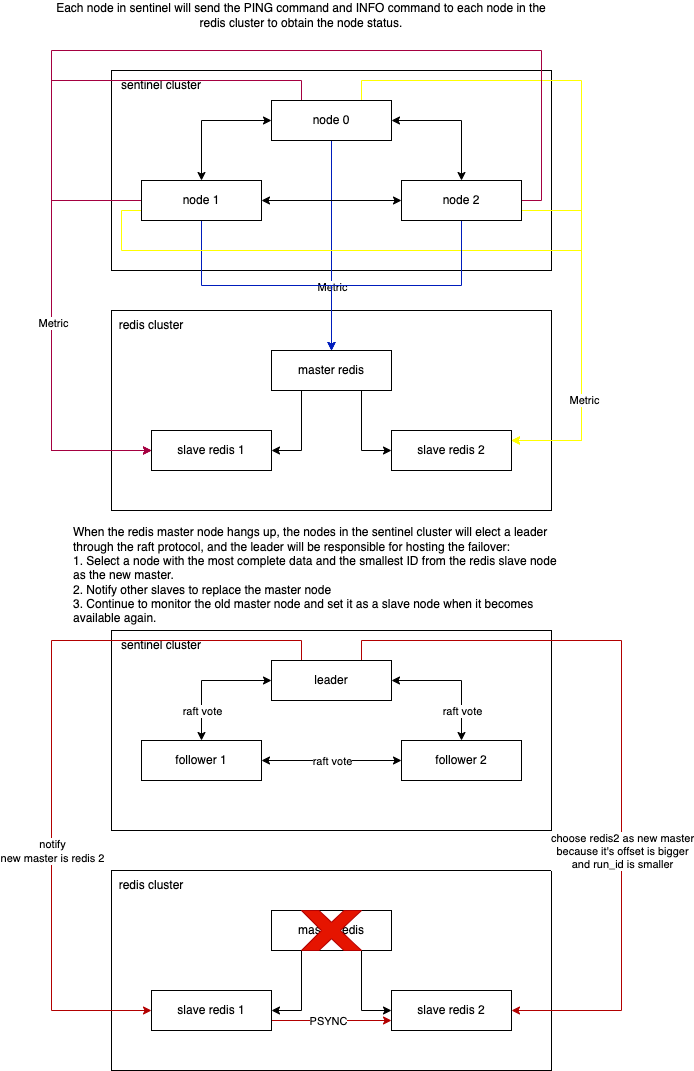 Each node in sentinel will send the PING command and INFO command to each node in the
redis cluster to obtain the node status.
sentinel cluster
node 0
node 1
node 2
Metric
Metric
redis cluster
master redis
Metric
slave redis 1
slave redis 2
When the redis master node hangs up, the nodes in the sentinel cluster will elect a leader
through the raft protocol, and the leader will be responsible for hosting the failover:
1. Select a node with the most complete data and the smallest ID from the redis slave node
as the new master.
2. Notify other slaves to replace the master node
3. Continue to monitor the old master node and set it as a slave node when it becomes
available again.
sentinel cluster
leader
raft vote
raft vote
follower 1
raft vote
follower 2
notify
new master is redis 2
choose redis2 as new master
because it's offset is bigger
and run_id is smaller
redis cluster
slave redis 1
slave redis 2
PSYNC